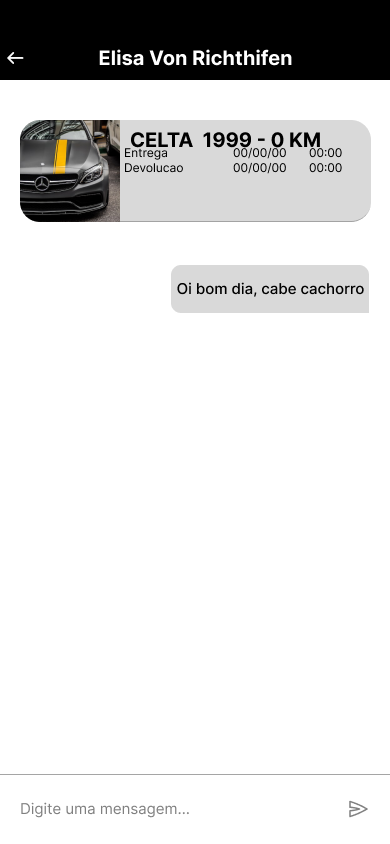 Elisa Von Richthifen
CELTA 1999 - 0 KM
Entrega 00/00/00 00:00
Devolucao 00/00/00 00:00
Oi bom dia, cabe cachorro
Digite uma mensagem...